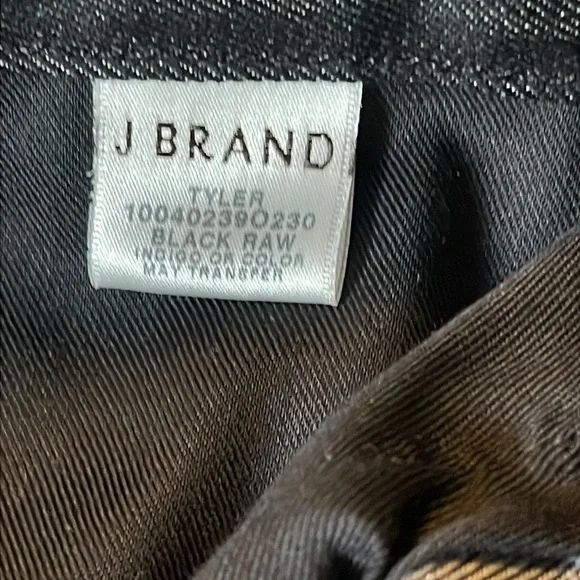 J BRAND
TYLER
10040239O230
BLACK RAW
INDIGO OR COLOR
MAY TRANSFER